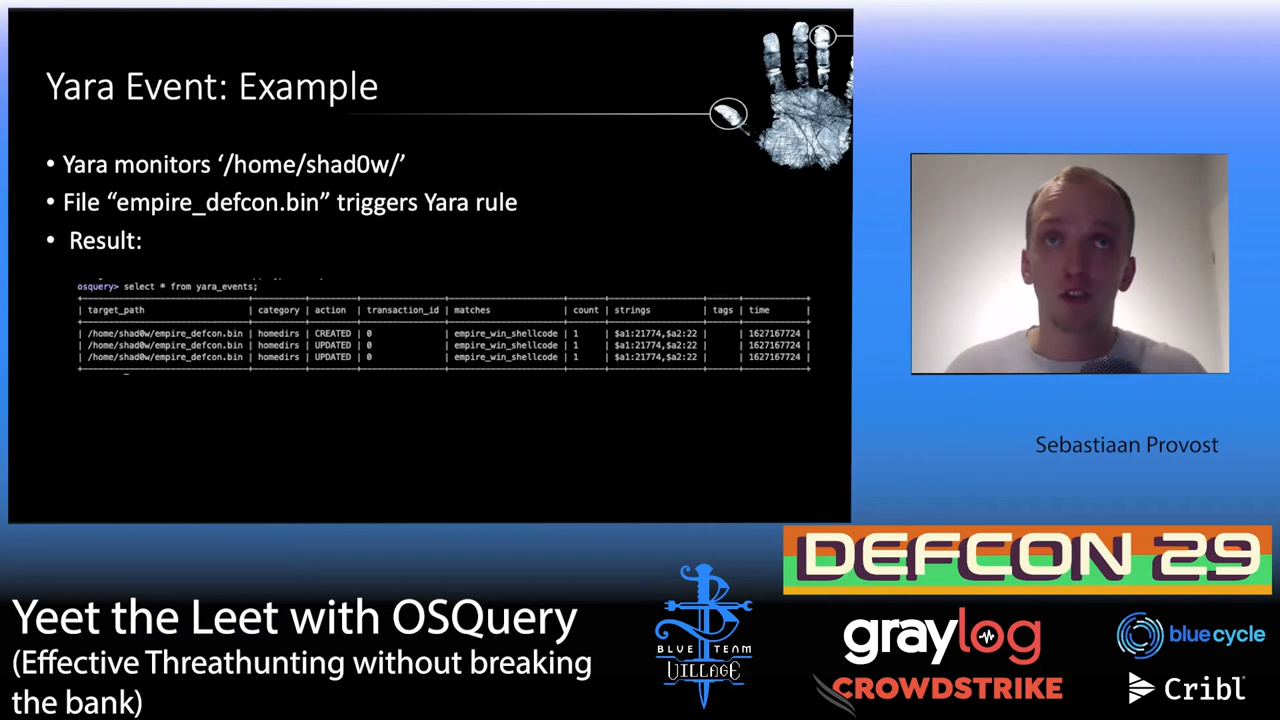 Yara Event: Example
• Yara monitors ‘/home/shad0w/’
• File “empire_defcon.bin” triggers Yara rule
• Result:
osquery> select * from yara_events;
| target_path | category | action | transaction_id | matches | count | strings | tags | time |
| /home/shad0w/empire_defcon.bin | homedirs | CREATED | 0 | empire_win_shellcode | 1 | $a1:21774,$a2:22 | | 1627167724 |
| /home/shad0w/empire_defcon.bin | homedirs | UPDATED | 0 | empire_win_shellcode | 1 | $a1:21774,$a2:22 | | 1627167724 |
| /home/shad0w/empire_defcon.bin | homedirs | UPDATED | 0 | empire_win_shellcode | 1 | $a1:21774,$a2:22 | | 1627167724 |
Sebastiaan Provost
DEFCON 29
Yeet the Leet with OSQuery
(Effective Threathunting without breaking
the bank)
BLUE TEAM
VILLAGE
graylog
blue cycle
CROWDSTRIKE
Cribl